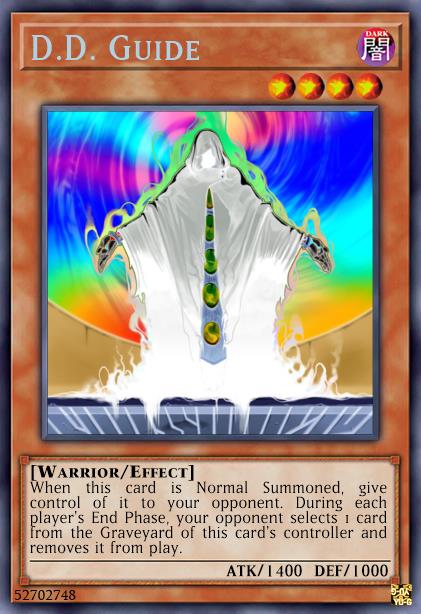 D.D. GUIDE
DARK
闇
[WARRIOR/EFFECT]
When this card is Normal Summoned, give
control of it to your opponent. During each
player's End Phase, your opponent selects 1 card
from the Graveyard of this card's controller and
removes it from play.
ATK/1400 DEF/1000
52702748